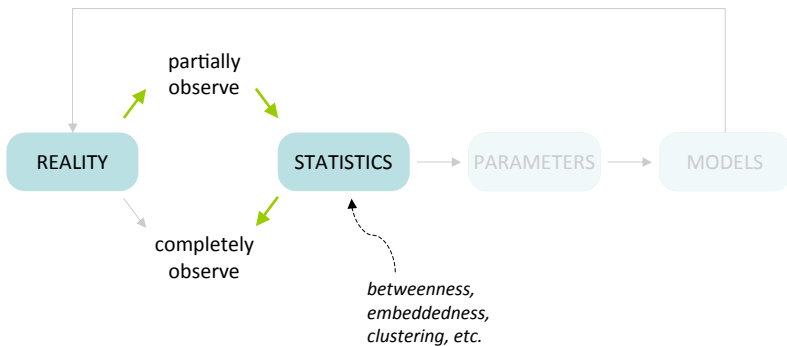 partially
observe
REALITY
STATISTICS
PARAMETERS
MODELS
completely
observe
betweenness,
embeddedness,
clustering, etc.